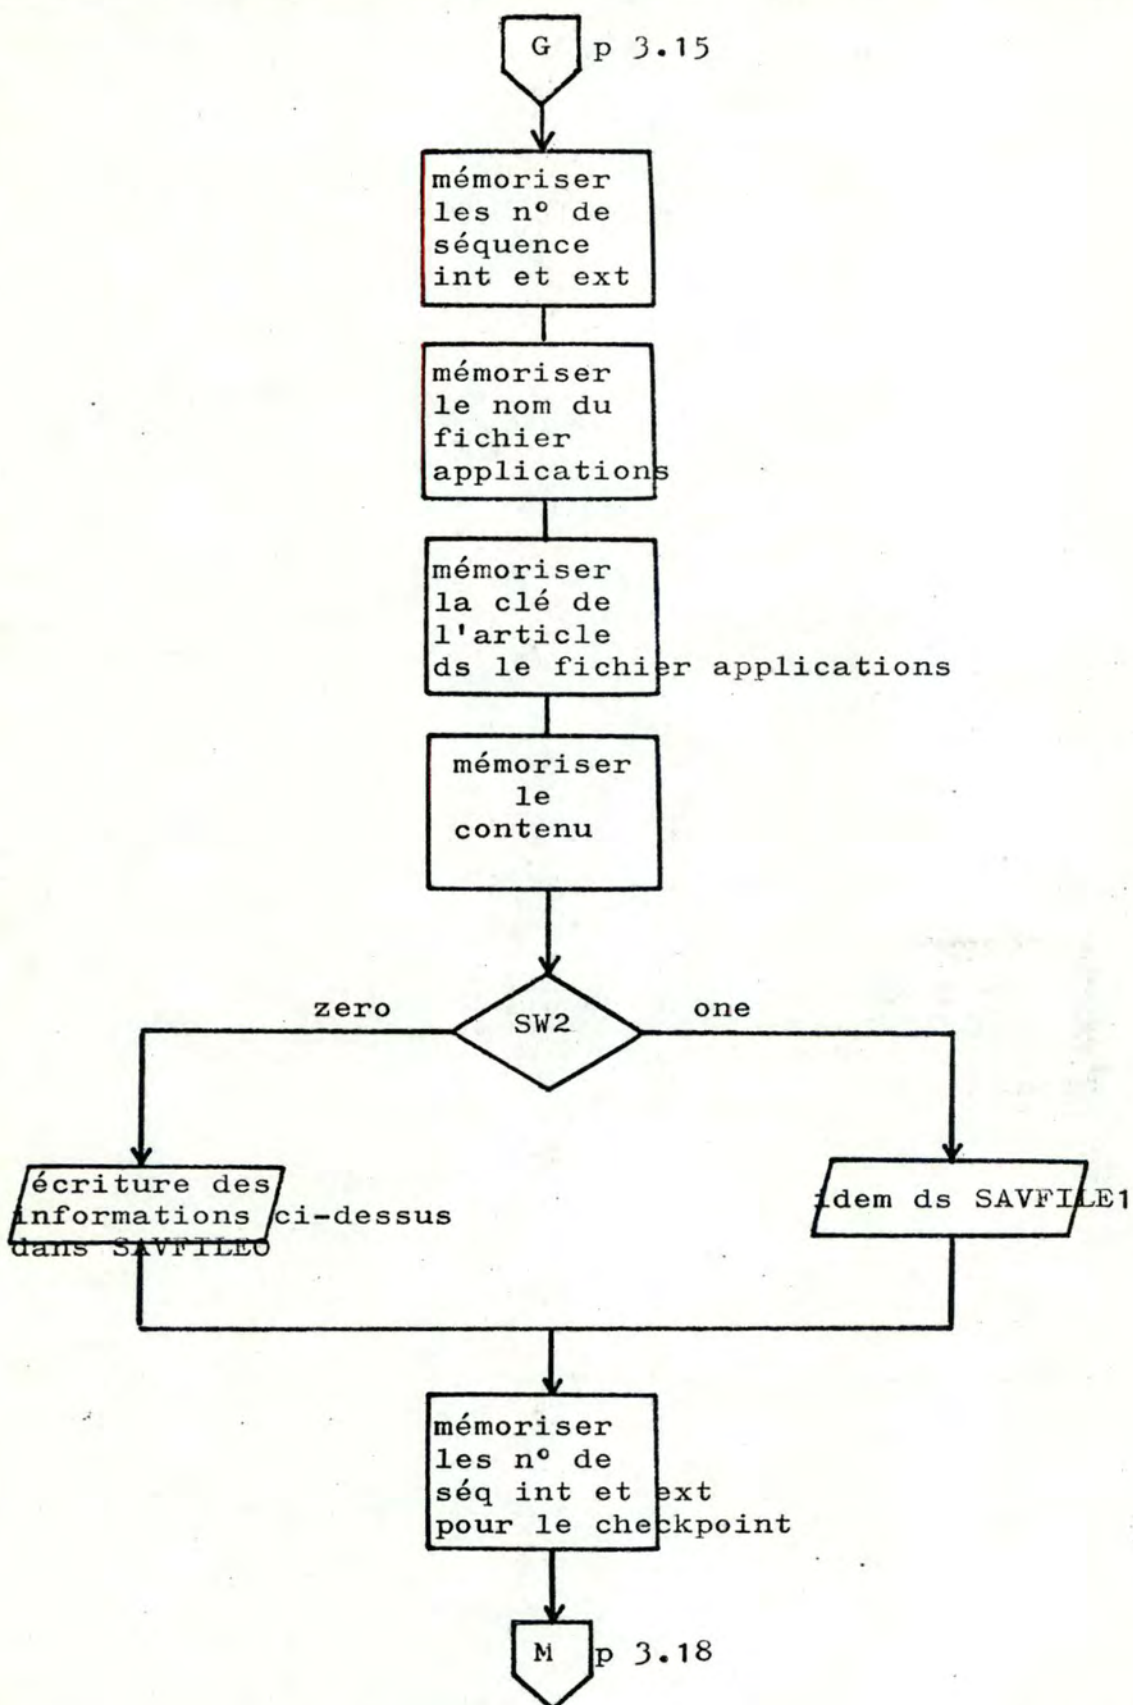 G p 3.15
mémoriser
les n° de
séquence
int et ext
mémoriser
le nom du
fichier
applications
mémoriser
la clé de
l'article
ds le fichier applications
mémoriser
le
contenu
zero
SW2
one
écriture des
informations ci-dessus
dans SAVFILE0
idem ds SAVFILE1
mémoriser
les n° de
séq int et ext
pour le checkpoint
M p 3.18